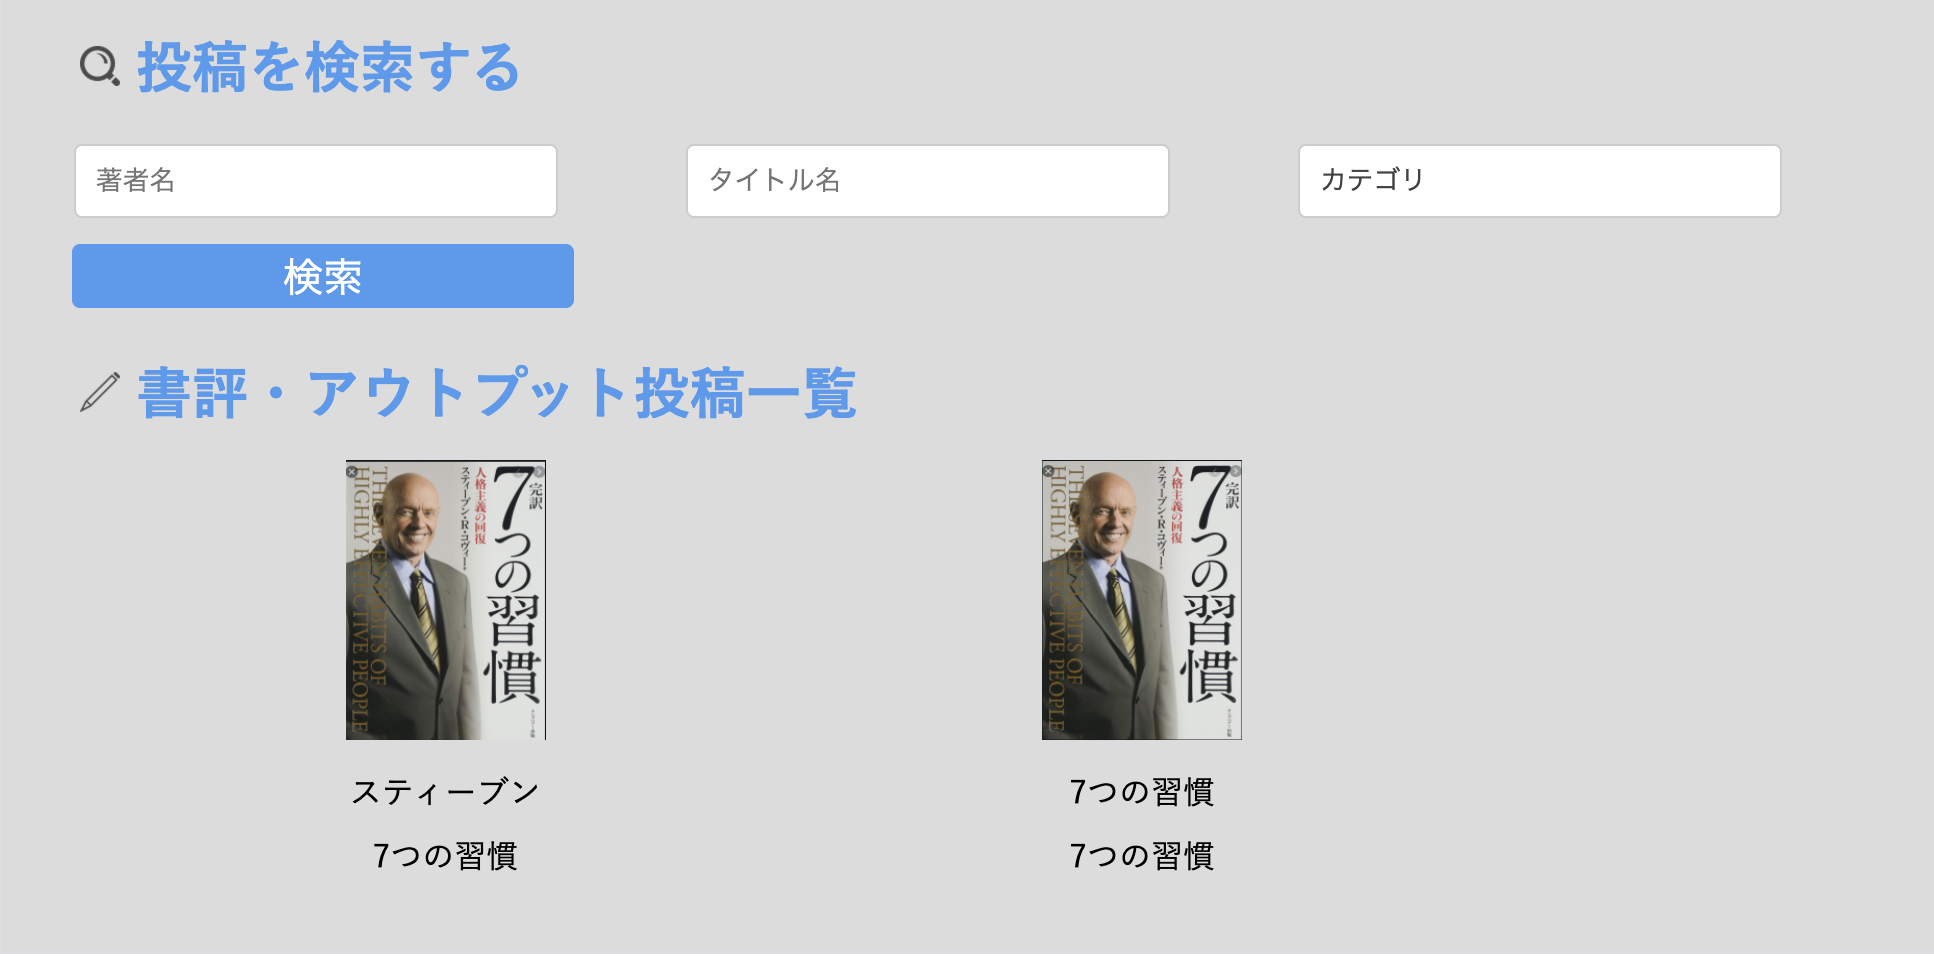 投稿を検索する
著者名
タイトル名
カテゴリ
検索
書評・アウトプット投稿一覧
完訳
7つの習慣
人格主義の回復
スティーブン・R・コヴィー
THE SEVEN HABITS OF
HIGHLY EFFECTIVE PEOPLE
スティーブン
7つの習慣
完訳
7つの習慣
人格主義の回復
スティーブン・R・コヴィー
THE SEVEN HABITS OF
HIGHLY EFFECTIVE PEOPLE
7つの習慣
7つの習慣